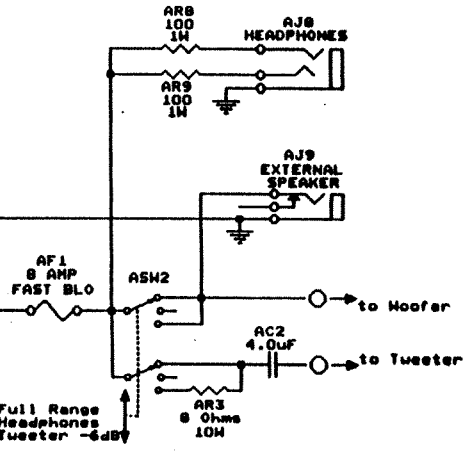 AR8
100
1W
AJ8
HEADPHONES
AR9
100
1W
AJ9
EXTERNAL
SPEAKER
AF1
8 AMP
FAST BLO
ASW2
to Woofer
AC2
4.0uF
to Tweeter
AR3
8 Ohms
10W
Full Range
Headphones
Tweeter -6dB